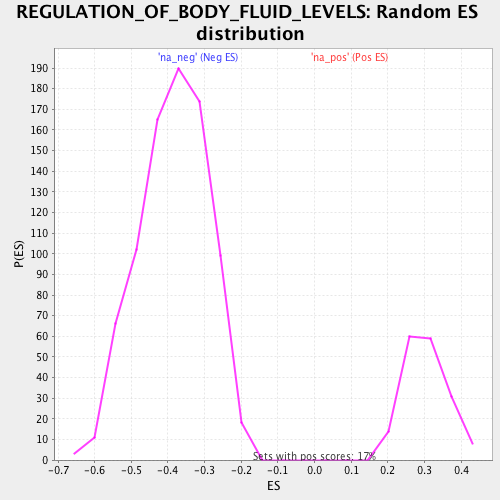 REGULATION_OF_BODY_FLUID_LEVELS: Random ES
distribution
'na_neg' (Neg ES) 'na_pos' (Pos ES)
190
180
170
160
150
140
130
120
110
100
90
80
70
60
50
40
30
20
10
0
P(ES)
Sets with pos scores: 17%
-0.7 -0.6 -0.5 -0.4 -0.3 -0.2 -0.1 0.0 0.1 0.2 0.3 0.4
ES